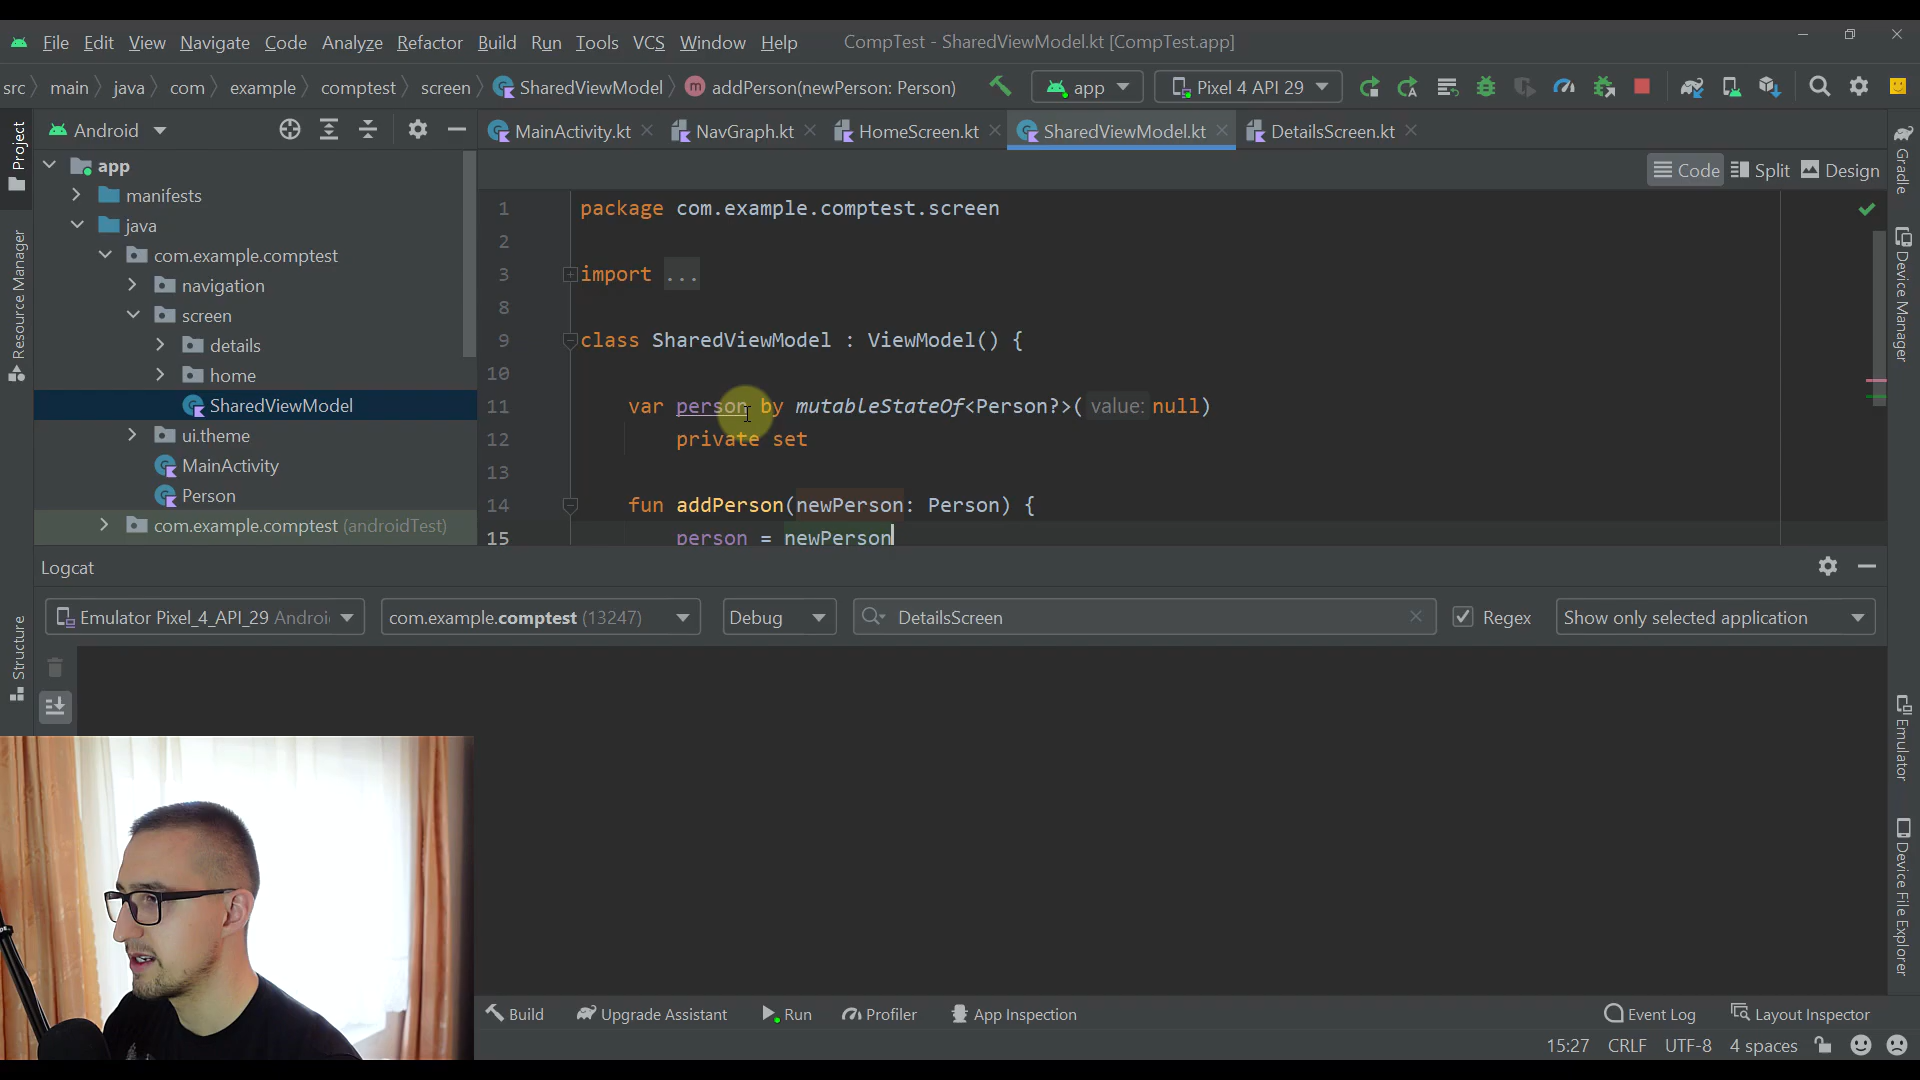 File Edit View Navigate Code Analyze Refactor Build Run Tools VCS Window Help CompTest - SharedViewModel.kt [CompTest.app]
src main java com example comptest screen SharedViewModel addPerson(newPerson: Person) app Pixel 4 API 29
Android MainActivity.kt NavGraph.kt HomeScreen.kt SharedViewModel.kt DetailsScreen.kt
Code Split Design
Project
Resource Manager
Structure
app
manifests
java
com.example.comptest
navigation
screen
details
home
SharedViewModel
ui.theme
MainActivity
Person
com.example.comptest (androidTest)
1 package com.example.comptest.screen
2
3 import ...
8
9 class SharedViewModel : ViewModel() {
10
11 var person by mutableStateOf<Person?>( value: null)
12 private set
13
14 fun addPerson(newPerson: Person) {
15 person = newPerson
Gradle
Device Manager
Emulator
Device File Explorer
Logcat
Emulator Pixel_4_API_29 Androi com.example.comptest (13247) Debug DetailsScreen Regex Show only selected application
Build Upgrade Assistant Run Profiler App Inspection Event Log Layout Inspector
15:27 CRLF UTF-8 4 spaces